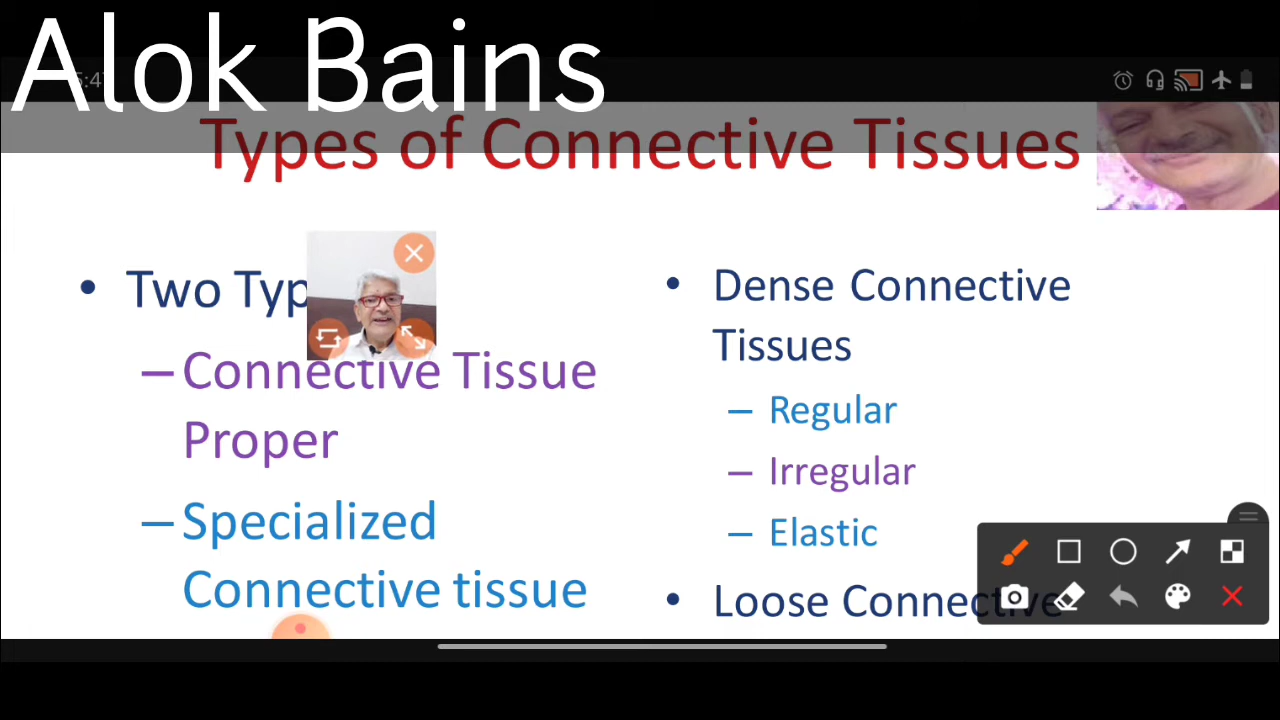 Alok Bains
Types of Connective Tissues
• Two Typ
– Connective Tissue
Proper
– Specialized
Connective tissue
• Dense Connective
Tissues
– Regular
– Irregular
– Elastic
• Loose Connective